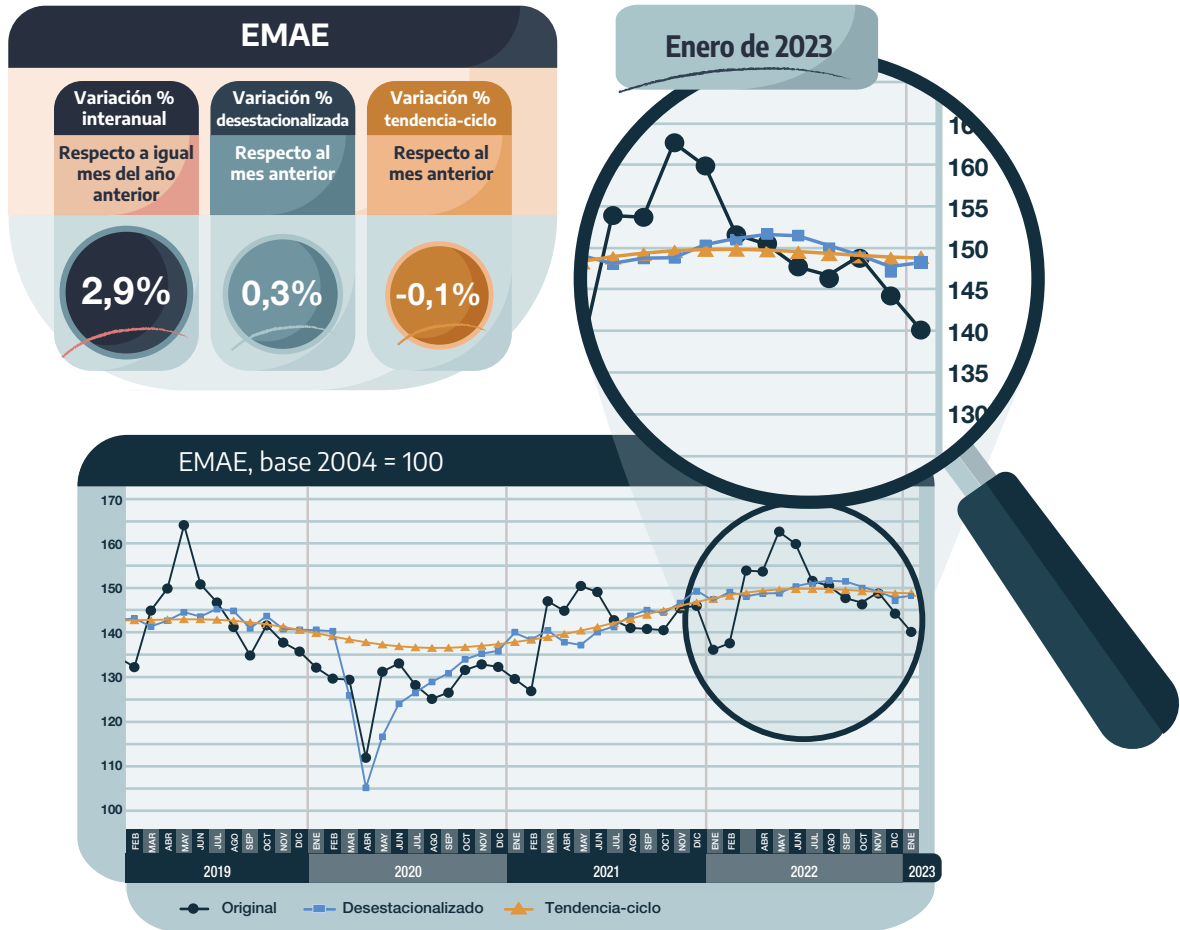 EMAE
Variación %
interanual
Respecto a igual
mes del año
anterior
2,9%
Variación %
desestacionalizada
Respecto al
mes anterior
0,3%
Variación %
tendencia-ciclo
Respecto al
mes anterior
-0,1%
Enero de 2023
160
155
150
145
140
135
130
EMAE, base 2004 = 100
170
160
150
140
130
120
110
100
FEB MAR ABR MAY JUN JUL AGO SEP OCT NOV DIC ENE FEB MAR ABR MAY JUN JUL AGO SEP OCT NOV DIC ENE FEB MAR ABR MAY JUN JUL AGO SEP OCT NOV DIC ENE FEB ABR MAY JUN JUL AGO SEP OCT NOV DIC ENE
2019 2020 2021 2022 2023
Original Desestacionalizado Tendencia-ciclo